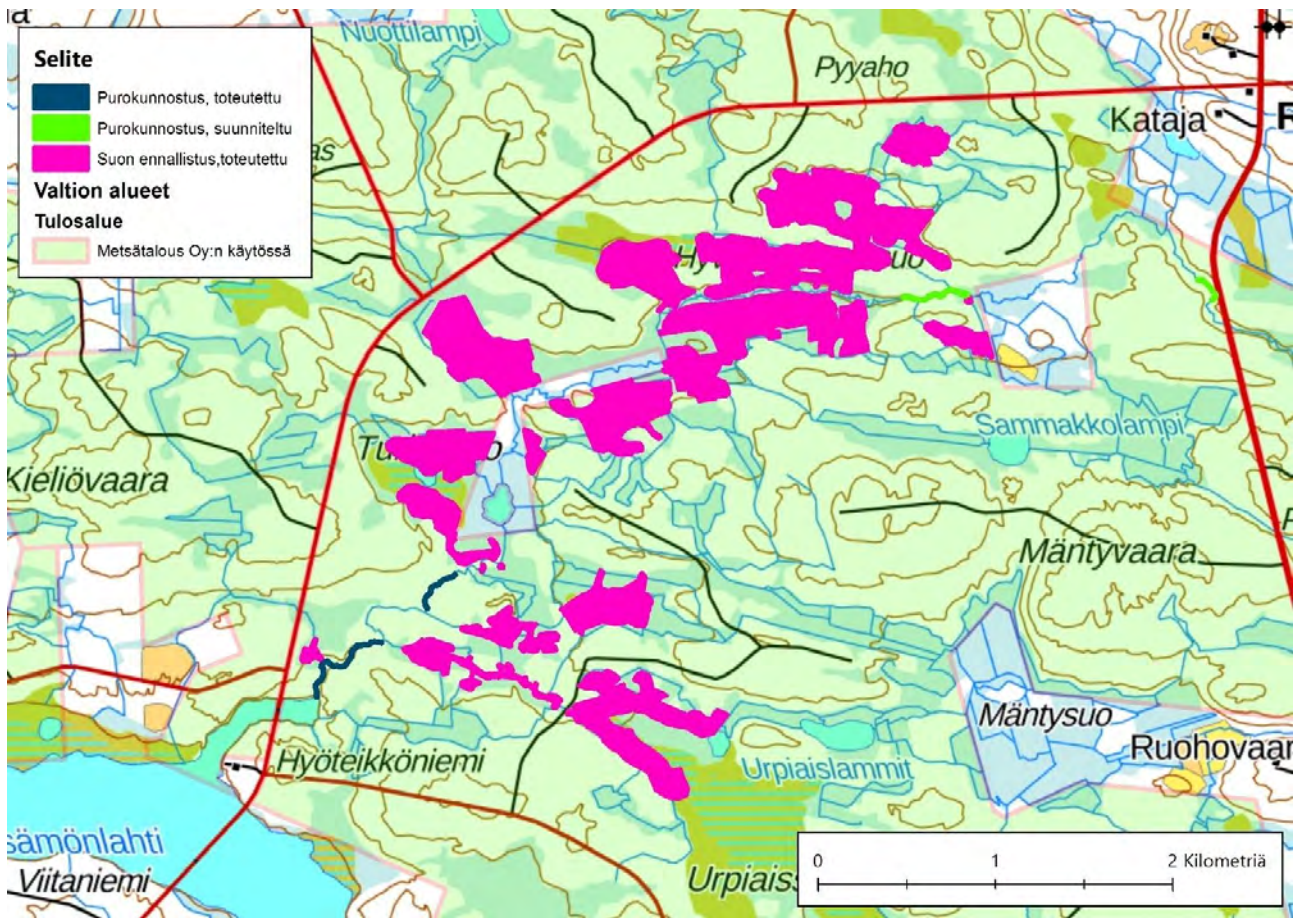 Nuottilampi
Selite
Purokunnostus, toteutettu
Purokunnostus, suunniteltu
Suon ennallistus,toteutettu
Valtion alueet
Tulosalue
Metsätalous Oy:n käytössä
Pyyaho
Kataja
Sammakkolampi
Kieliövaara
Mäntyvaara
Mäntysuo
Hyöteikköniemi
Urpiaislammit
Viitaniemi
0 1 2 Kilometriä